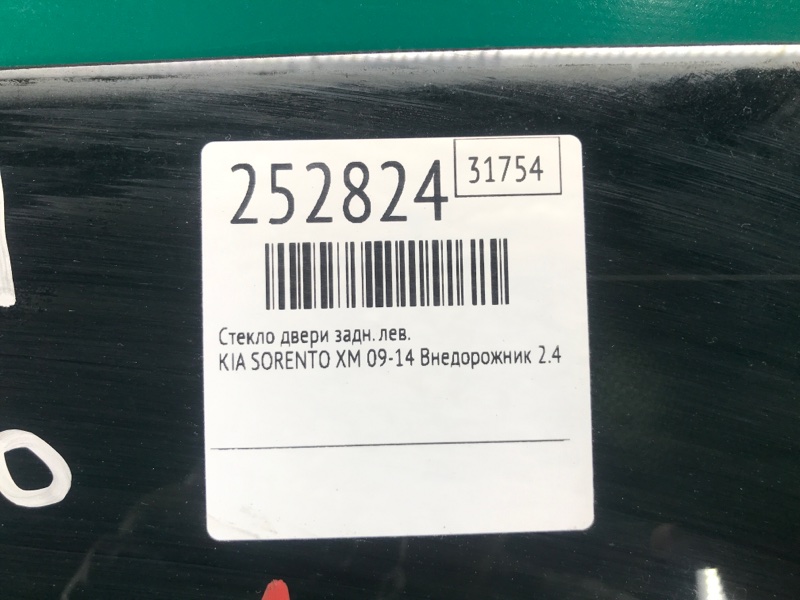 252824
31754
Стекло двери задн. лев.
KIA SORENTO XM 09-14 Внедорожник 2.4